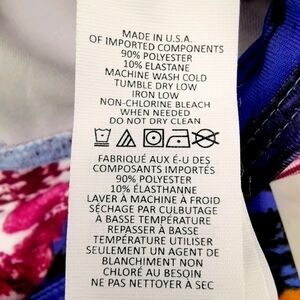 MADE IN U.S.A.
OF IMPORTED COMPONENTS
90% POLYESTER
10% ELASTANE
MACHINE WASH COLD
TUMBLE DRY LOW
IRON LOW
NON-CHLORINE BLEACH
WHEN NEEDED
DO NOT DRY CLEAN
FABRIQUÉ AUX É-U DES
COMPOSANTS IMPORTÉS
90% POLYESTER
10% ÉLASTHANNE
LAVER À MACHINE À FROID
SÉCHAGE PAR CULBUTAGE
À BASSE TEMPÉRATURE
REPASSER À BASSE
TEMPÉRATURE UTILISER
SEULEMENT UN AGENT DE
BLANCHIMENT NON
CHLORÉ AU BESOIN
NE PAS NETTOYER À SEC